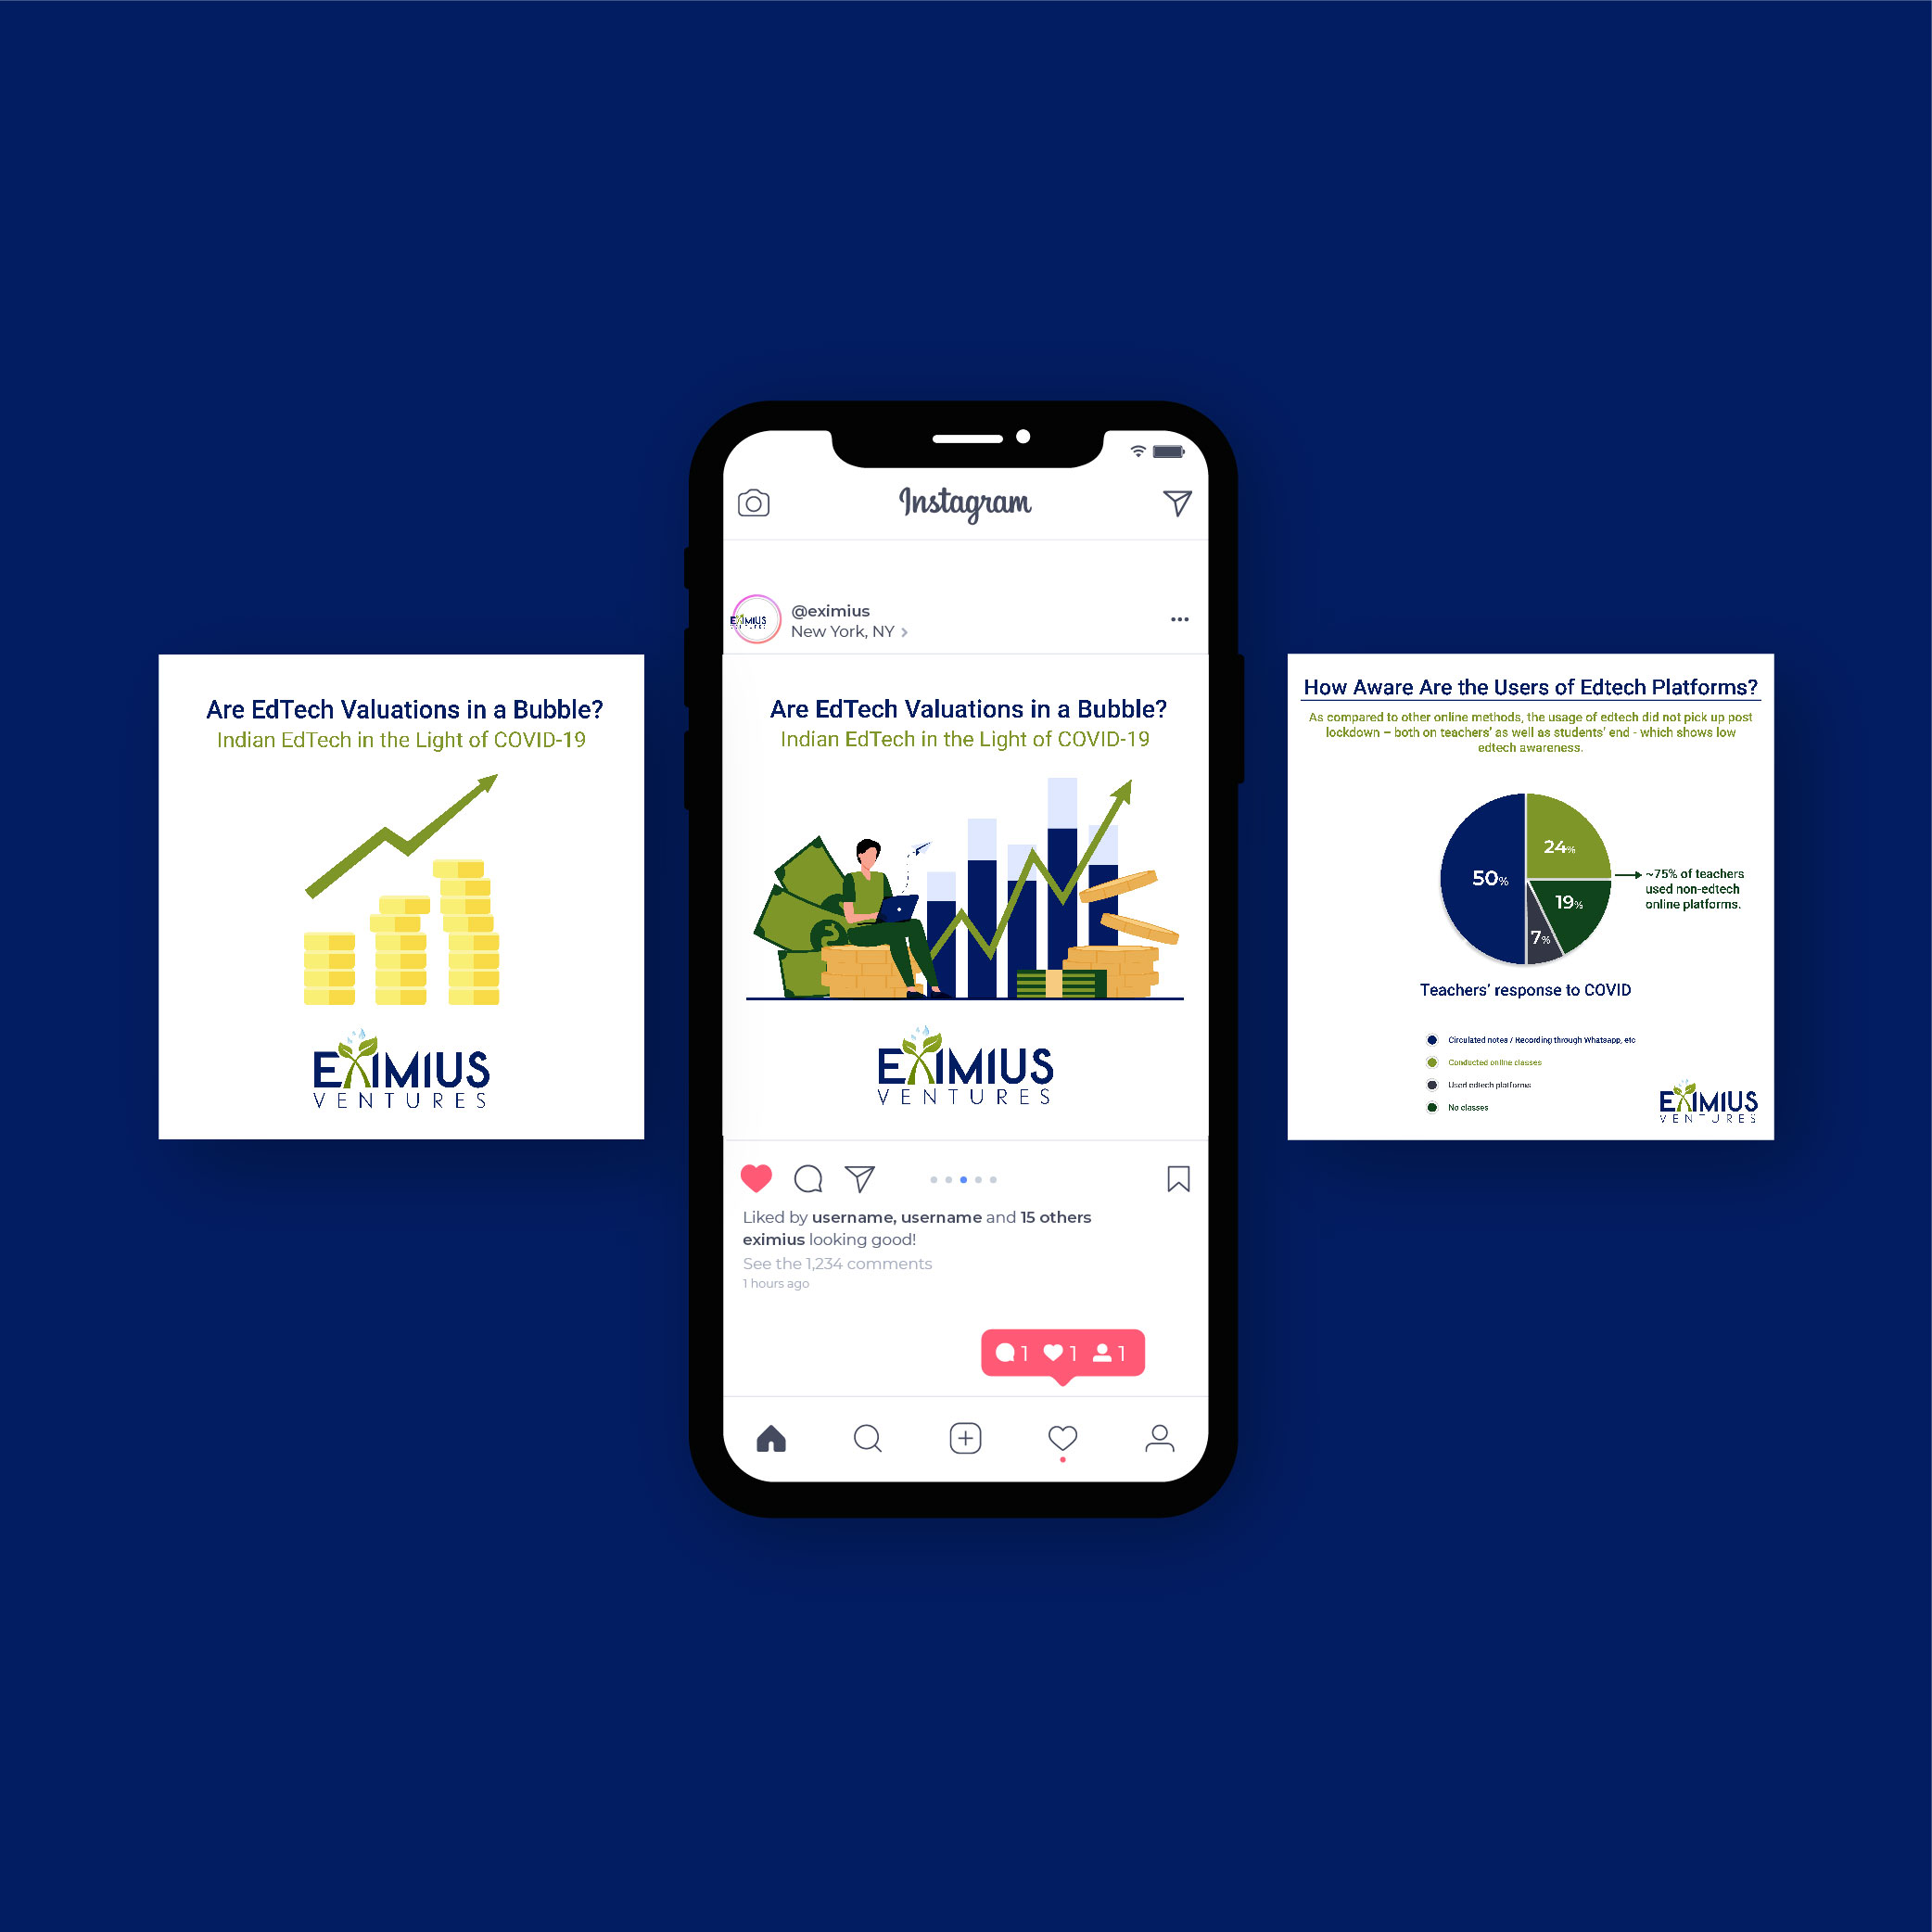 Are EdTech Valuations in a Bubble?
Indian EdTech in the Light of COVID-19
EXIMIUS
VENTURES
Instagram
EXIMIUS
VENTURES
@eximius
New York, NY
Are EdTech Valuations in a Bubble?
Indian EdTech in the Light of COVID-19
EXIMIUS
VENTURES
Liked by username, username and 15 others
eximius looking good!
See the 1,234 comments
1 hours ago
1 1 1
How Aware Are the Users of Edtech Platforms?
As compared to other online methods, the usage of edtech did not pick up post
lockdown – both on teachers' as well as students' end - which shows low
edtech awareness.
24%
50%
19%
7%
~75% of teachers
used non-edtech
online platforms.
Teachers' response to COVID
Circulated notes / Recording through Whatsapp, etc
Conducted online classes
Used edtech platforms
No classes
EXIMIUS
VENTURES